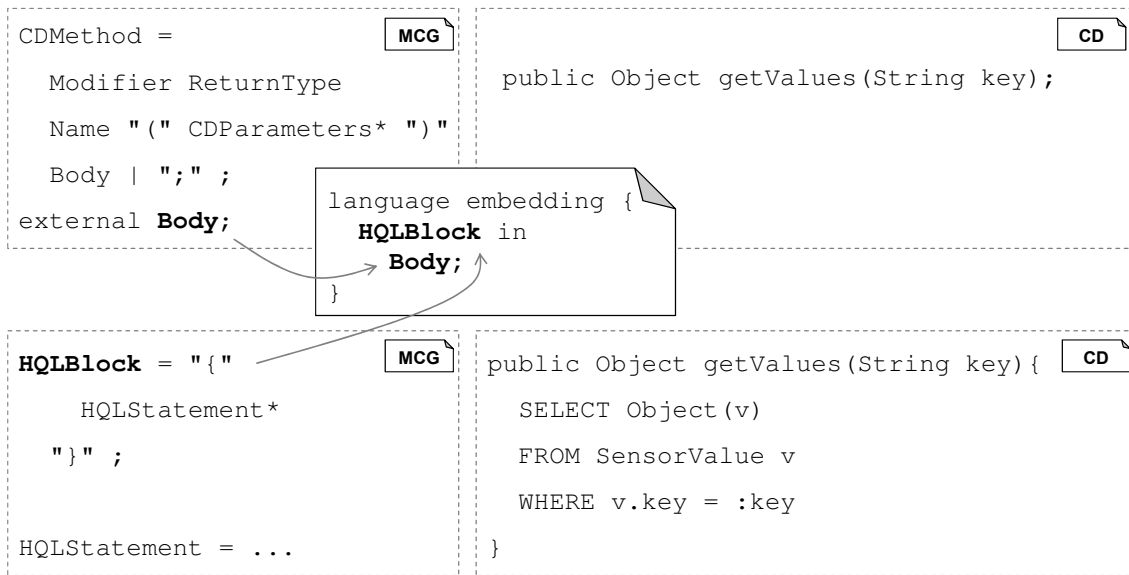 CDMethod =
MCG
Modifier ReturnType
Name "(" CDParameters* ")"
Body | ";" ;
external Body;
CD
public Object getValues(String key);
language embedding {
HQLBlock in
Body;
}
HQLBlock = "{"
MCG
HQLStatement*
"}" ;
HQLStatement = ...
public Object getValues(String key){
CD
SELECT Object(v)
FROM SensorValue v
WHERE v.key = :key
}